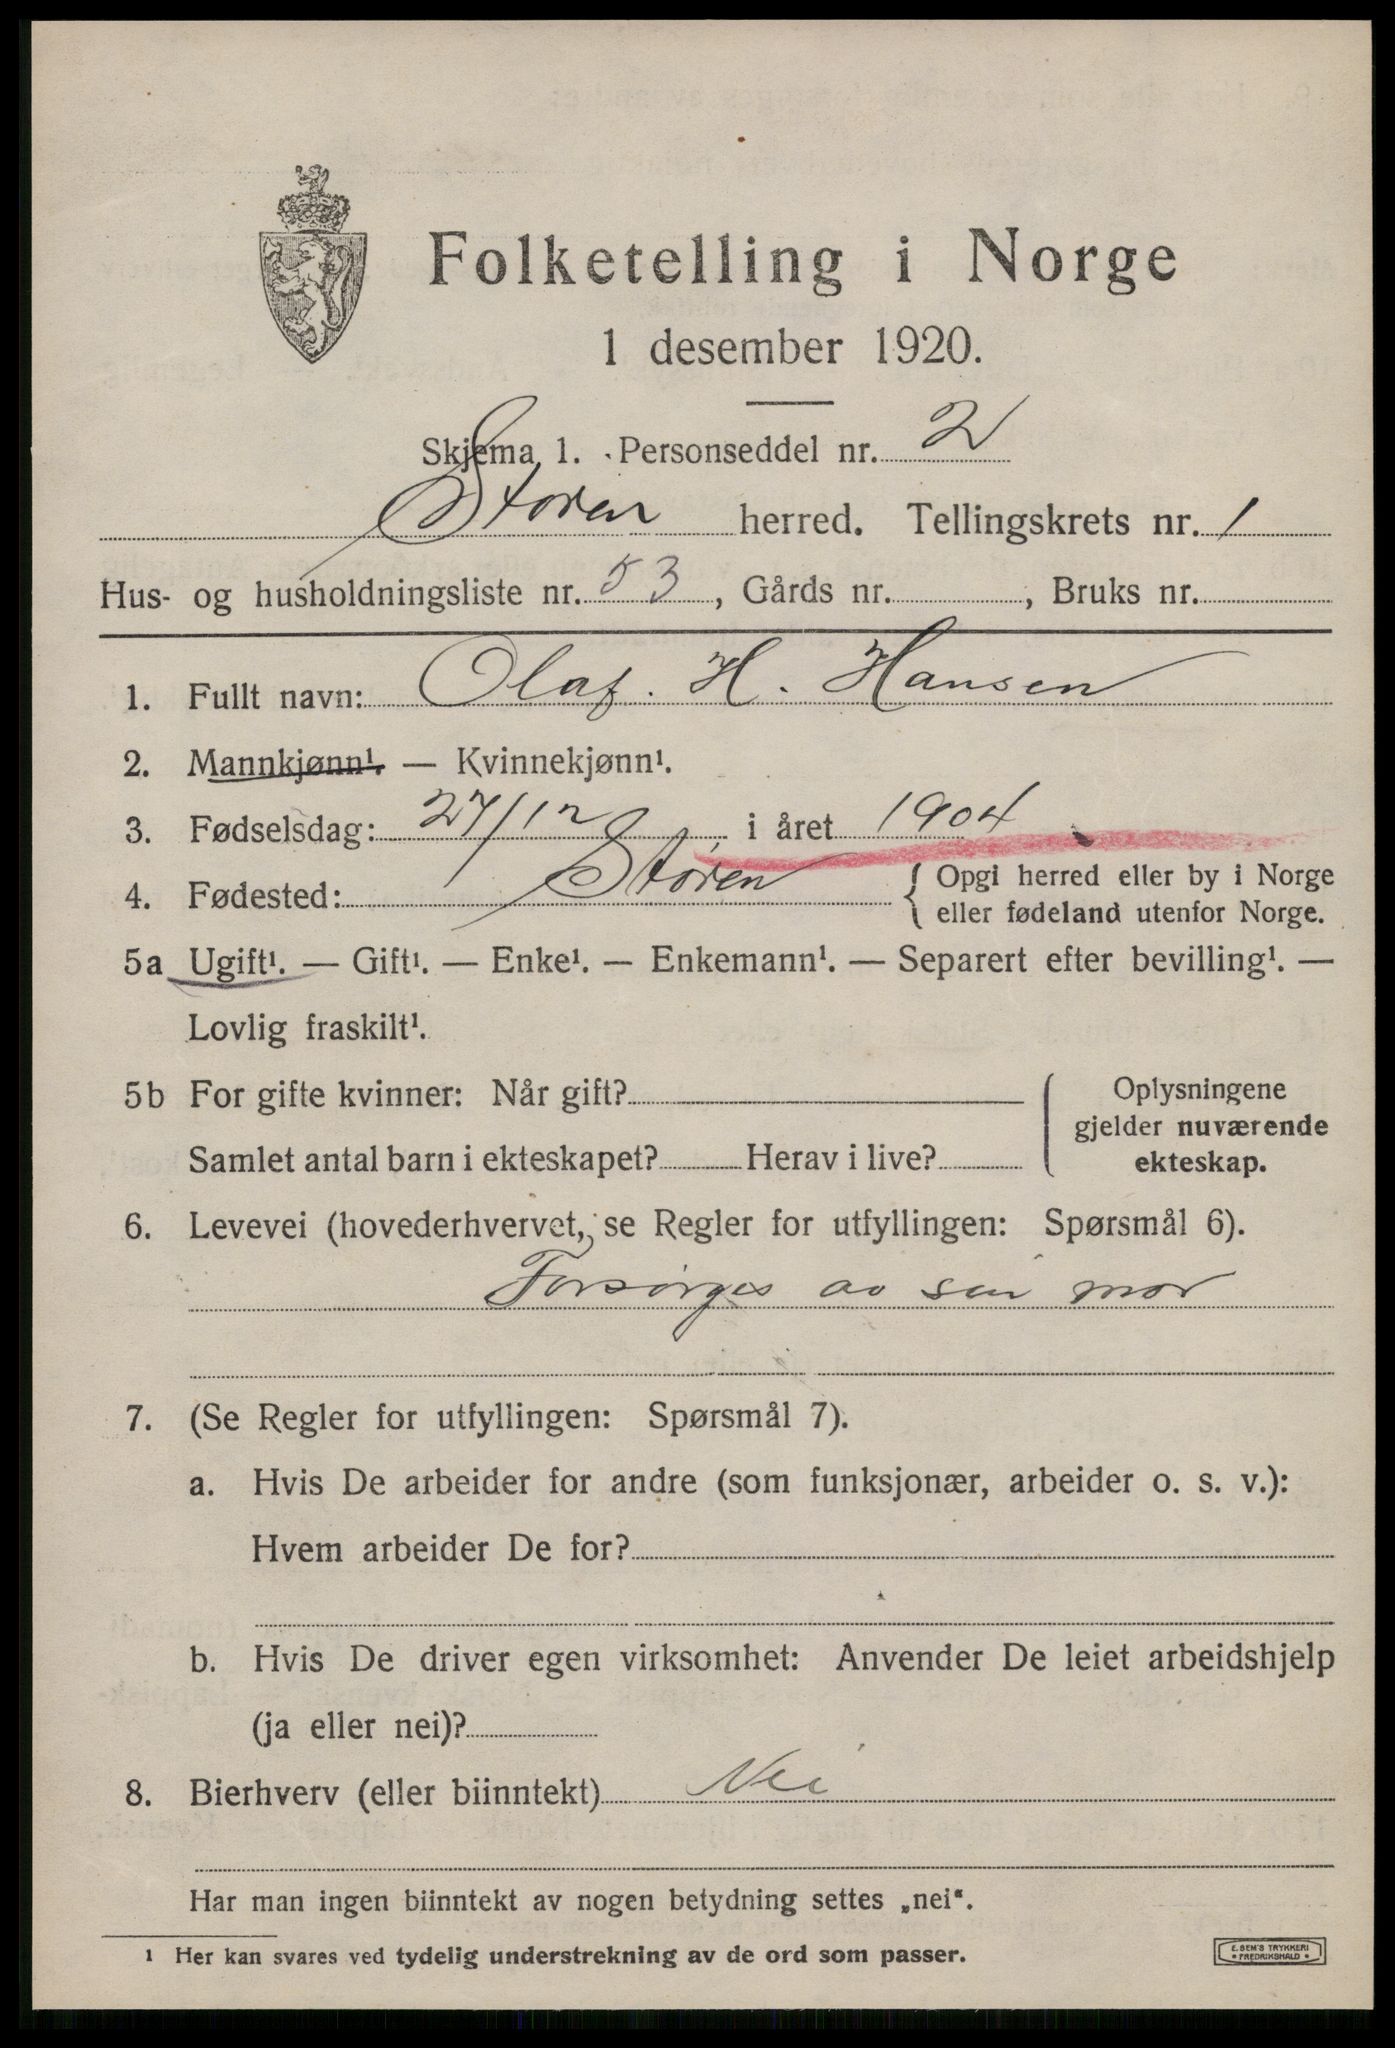 Folketelling i Norge
1 desember 1920.
Skjema 1. Personseddel nr. 2
Støren herred. Tellingskrets nr. 1
Hus- og husholdningsliste nr. 53, Gårds nr. , Bruks nr.
1. Fullt navn: Olaf. H. Hansen
2. Mannkjønn¹. — Kvinnekjønn¹.
3. Fødselsdag: 27/12 i året 1904
4. Fødested: Støren { Opgi herred eller by i Norge
eller fødeland utenfor Norge.
5a Ugift¹. — Gift¹. — Enke¹. — Enkemann¹. — Separert efter bevilling¹. —
Lovlig fraskilt¹.
5b For gifte kvinner: Når gift?
Samlet antal barn i ekteskapet? Herav i live?
Oplysningene
gjelder nuværende
ekteskap.
6. Levevei (hovederhvervet, se Regler for utfyllingen: Spørsmål 6).
Forsørges av sin mor
7. (Se Regler for utfyllingen: Spørsmål 7).
a. Hvis De arbeider for andre (som funksjonær, arbeider o. s. v.):
Hvem arbeider De for?
b. Hvis De driver egen virksomhet: Anvender De leiet arbeidshjelp
(ja eller nei)?
8. Bierhverv (eller biinntekt) Nei
Har man ingen biinntekt av nogen betydning settes „nei“.
¹ Her kan svares ved tydelig understrekning av de ord som passer.
E. SEM'S TRYKKERI
• FREDRIKSHALD •